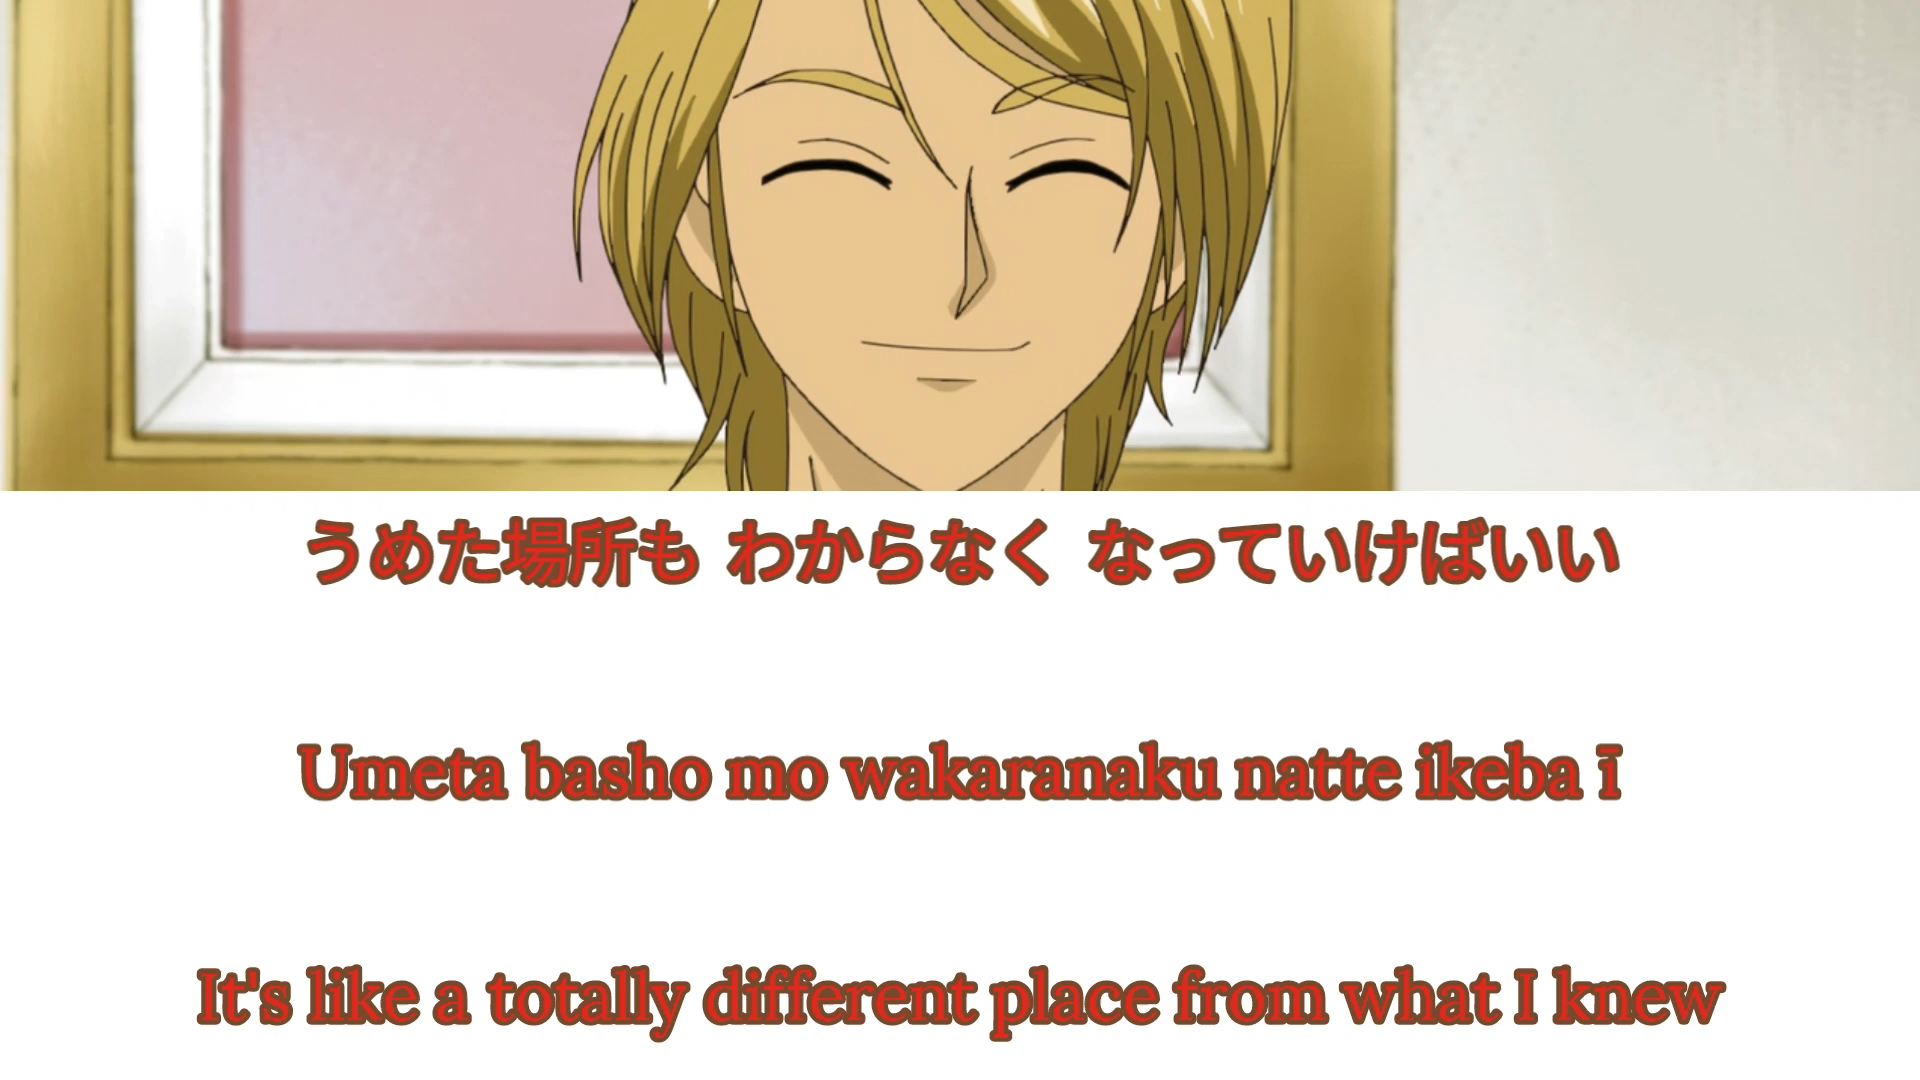 うめた場所も わからなく なっていけばいい
Umeta basho mo wakaranaku natte ikeba ī
It's like a totally different place from what I knew